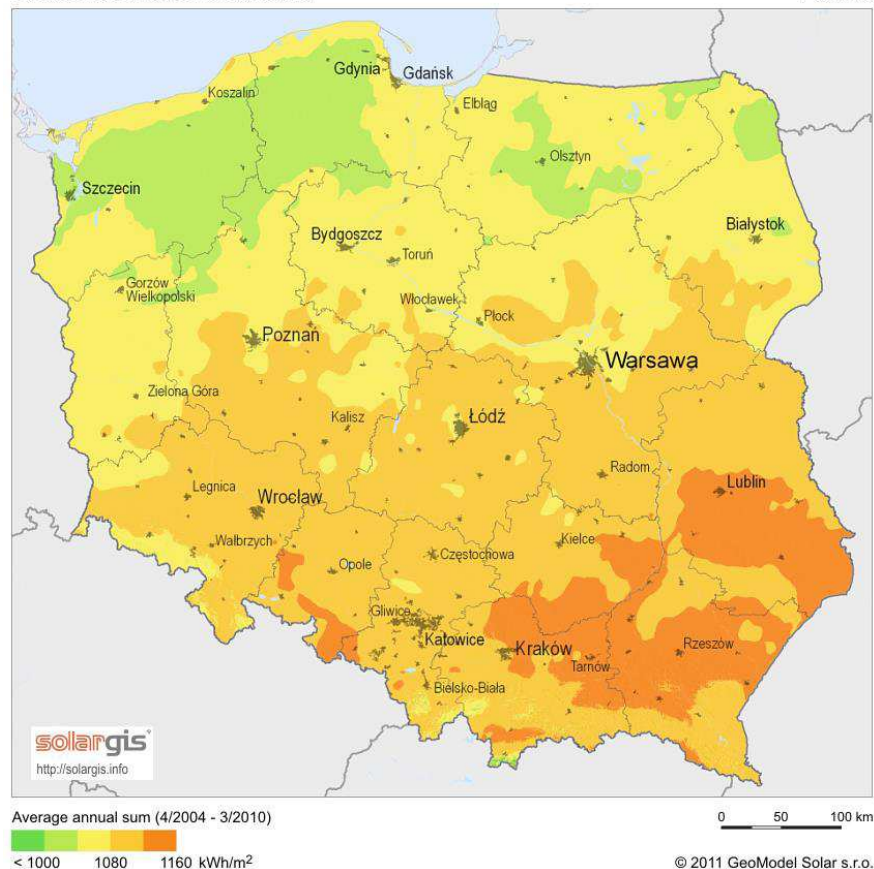 Gdynia
Gdańsk
Koszalin
Elbląg
Olsztyn
Szczecin
Białystok
Bydgoszcz
Toruń
Gorzów
Wielkopolski
Włocławek
Płock
Poznan
Warsawa
Zielona Góra
Kalisz
Łódź
Radom
Lublin
Legnica
Wrocław
Wałbrzych
Opole
Częstochowa
Kielce
Gliwice
Katowice
Kraków
Tarnów
Rzeszów
Bielsko-Biała
solargis
http://solargis.info
Average annual sum (4/2004 - 3/2010)
0 50 100 km
< 1000 1080 1160 kWh/m²
© 2011 GeoModel Solar s.r.o.